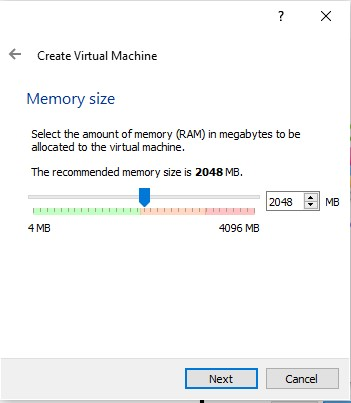 ?
Create Virtual Machine
Memory size
Select the amount of memory (RAM) in megabytes to be
allocated to the virtual machine.
The recommended memory size is 2048 MB.
2048 MB
4 MB 4096 MB
Next Cancel